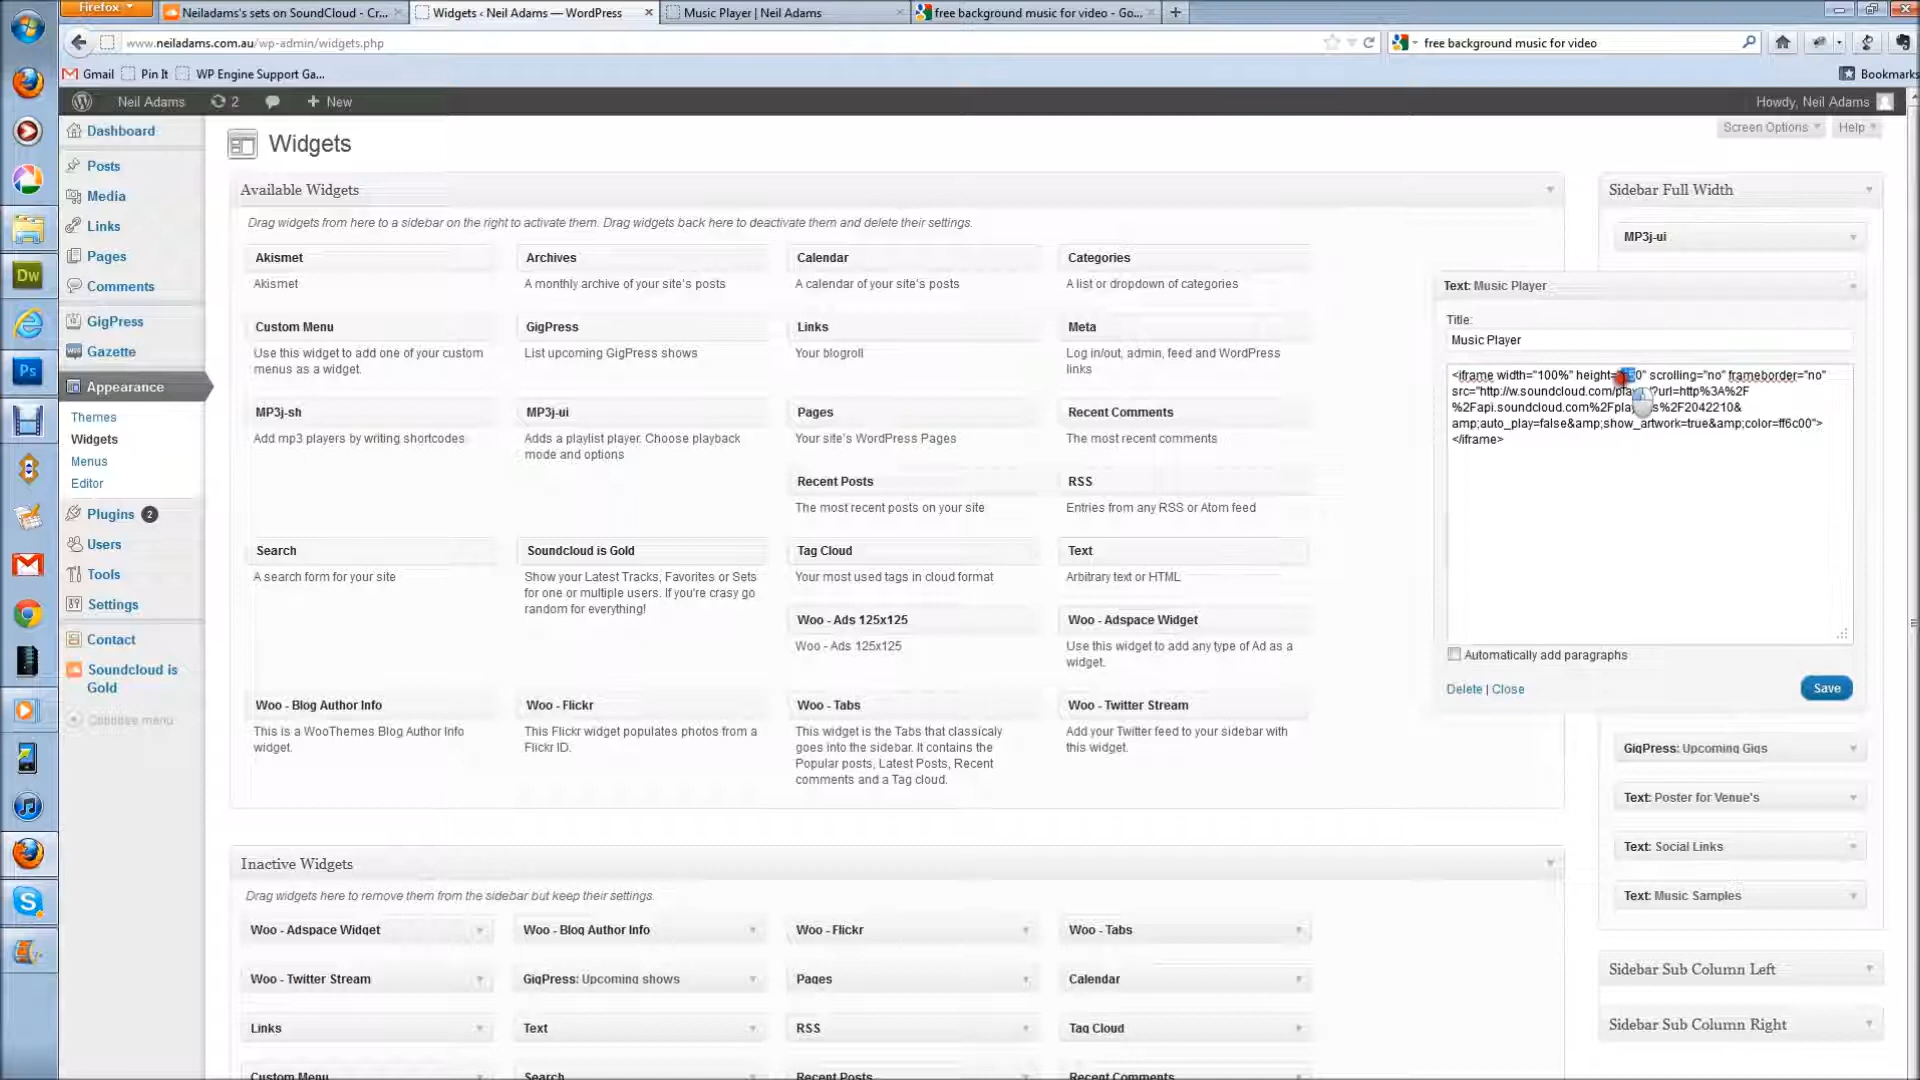 Firefox
Neiladams's sets on SoundCloud - Cr...
Widgets ‹ Neil Adams — WordPress
Music Player | Neil Adams
free background music for video - Go...
www.neiladams.com.au/wp-admin/widgets.php
free background music for video
Gmail
Pin It
WP Engine Support Ga...
Bookmarks
Neil Adams
2
New
Howdy, Neil Adams
Dashboard
Posts
Media
Links
Pages
Comments
GigPress
Gazette
Appearance
Themes
Widgets
Menus
Editor
Plugins 2
Users
Tools
Settings
Contact
Soundcloud is
Gold
Collapse menu
Dw
Ps
Widgets
Screen Options
Help
Available Widgets
Drag widgets from here to a sidebar on the right to activate them. Drag widgets back here to deactivate them and delete their settings.
Akismet
Akismet
Archives
A monthly archive of your site's posts
Calendar
A calendar of your site's posts
Categories
A list or dropdown of categories
Custom Menu
Use this widget to add one of your custom
menus as a widget.
GigPress
List upcoming GigPress shows
Links
Your blogroll
Meta
Log in/out, admin, feed and WordPress
links
MP3j-sh
Add mp3 players by writing shortcodes
MP3j-ui
Adds a playlist player. Choose playback
mode and options
Pages
Your site's WordPress Pages
Recent Comments
The most recent comments
Recent Posts
The most recent posts on your site
RSS
Entries from any RSS or Atom feed
Search
A search form for your site
Soundcloud is Gold
Show your Latest Tracks, Favorites or Sets
for one or multiple users. If you're crasy go
random for everything!
Tag Cloud
Your most used tags in cloud format
Text
Arbitrary text or HTML
Woo - Ads 125x125
Woo - Ads 125x125
Woo - Adspace Widget
Use this widget to add any type of Ad as a
widget.
Woo - Blog Author Info
This is a WooThemes Blog Author Info
widget.
Woo - Flickr
This Flickr widget populates photos from a
Flickr ID.
Woo - Tabs
This widget is the Tabs that classicaly
goes into the sidebar. It contains the
Popular posts, Latest Posts, Recent
comments and a Tag cloud.
Woo - Twitter Stream
Add your Twitter feed to your sidebar with
this widget.
Inactive Widgets
Drag widgets here to remove them from the sidebar but keep their settings.
Woo - Adspace Widget
Woo - Blog Author Info
Woo - Flickr
Woo - Tabs
Woo - Twitter Stream
GigPress: Upcoming shows
Pages
Calendar
Links
Text
RSS
Tag Cloud
Custom Menu
Search
Recent Posts
Recent Comments
Sidebar Full Width
MP3j-ui
Text: Music Player
Title:
Music Player
<iframe width="100%" scrolling="no" frameborder="no"
src="http://w.soundcloud.com/
%2Fapi.soundcloud.com%2F
amp;auto_play=false&amp;show_artwork=true&amp;color=ff6c00">
</iframe>
Automatically add paragraphs
Delete | Close
Save
GigPress: Upcoming Gigs
Text: Poster for Venue's
Text: Social Links
Text: Music Samples
Sidebar Sub Column Left
Sidebar Sub Column Right